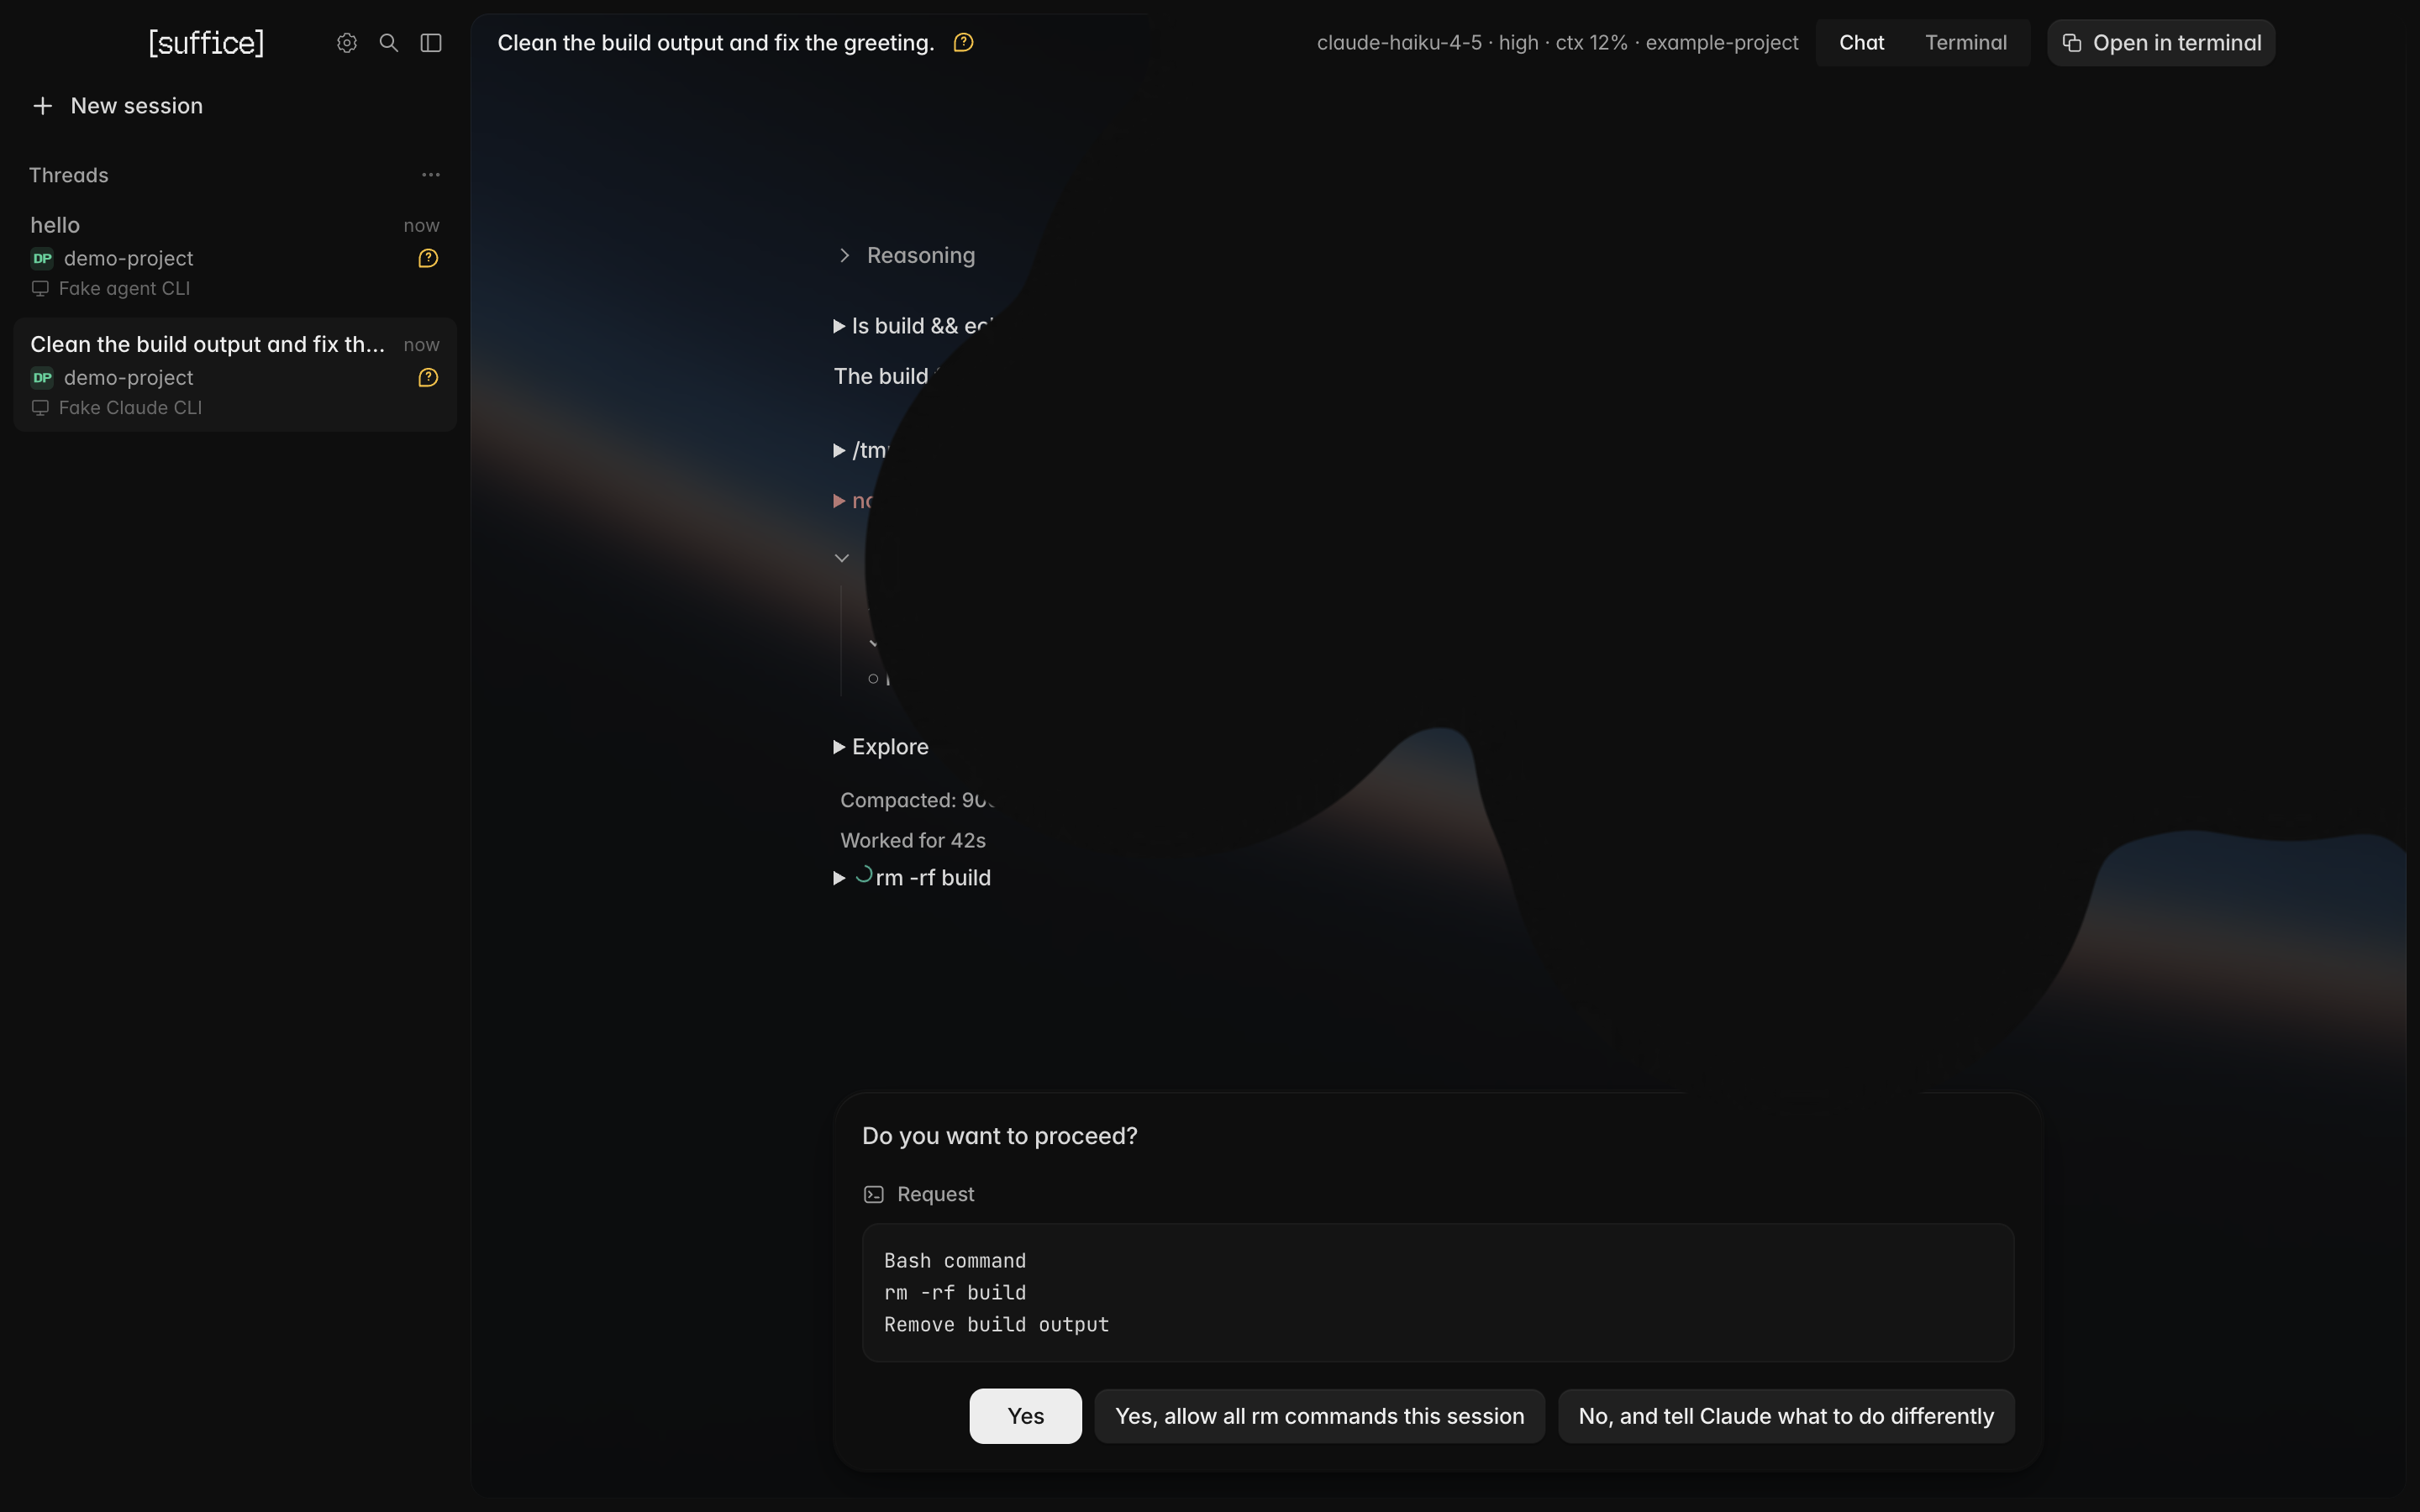 [suffice]
New session
Threads
hello
now
DP demo-project
Fake agent CLI
Clean the build output and fix th...
now
DP demo-project
Fake Claude CLI
Clean the build output and fix the greeting.
claude-haiku-4-5 · high · ctx 12% · example-project
Chat
Terminal
Open in terminal
Reasoning
ls build &&
The build
Explore
Compacted:
Worked for 42s
rm -rf build
Do you want to proceed?
Request
Bash command
rm -rf build
Remove build output
Yes
Yes, allow all rm commands this session
No, and tell Claude what to do differently